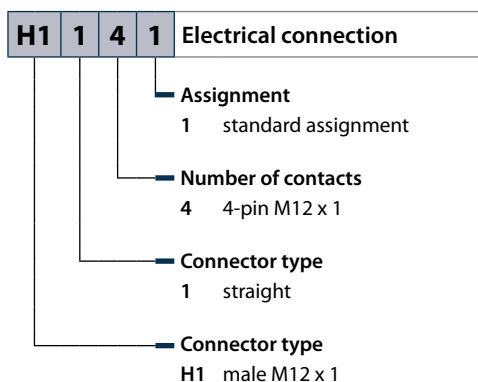 H1 1 4 1 Electrical connection
Assignment
1 standard assignment
Number of contacts
4 4-pin M12 x 1
Connector type
1 straight
Connector type
H1 male M12 x 1